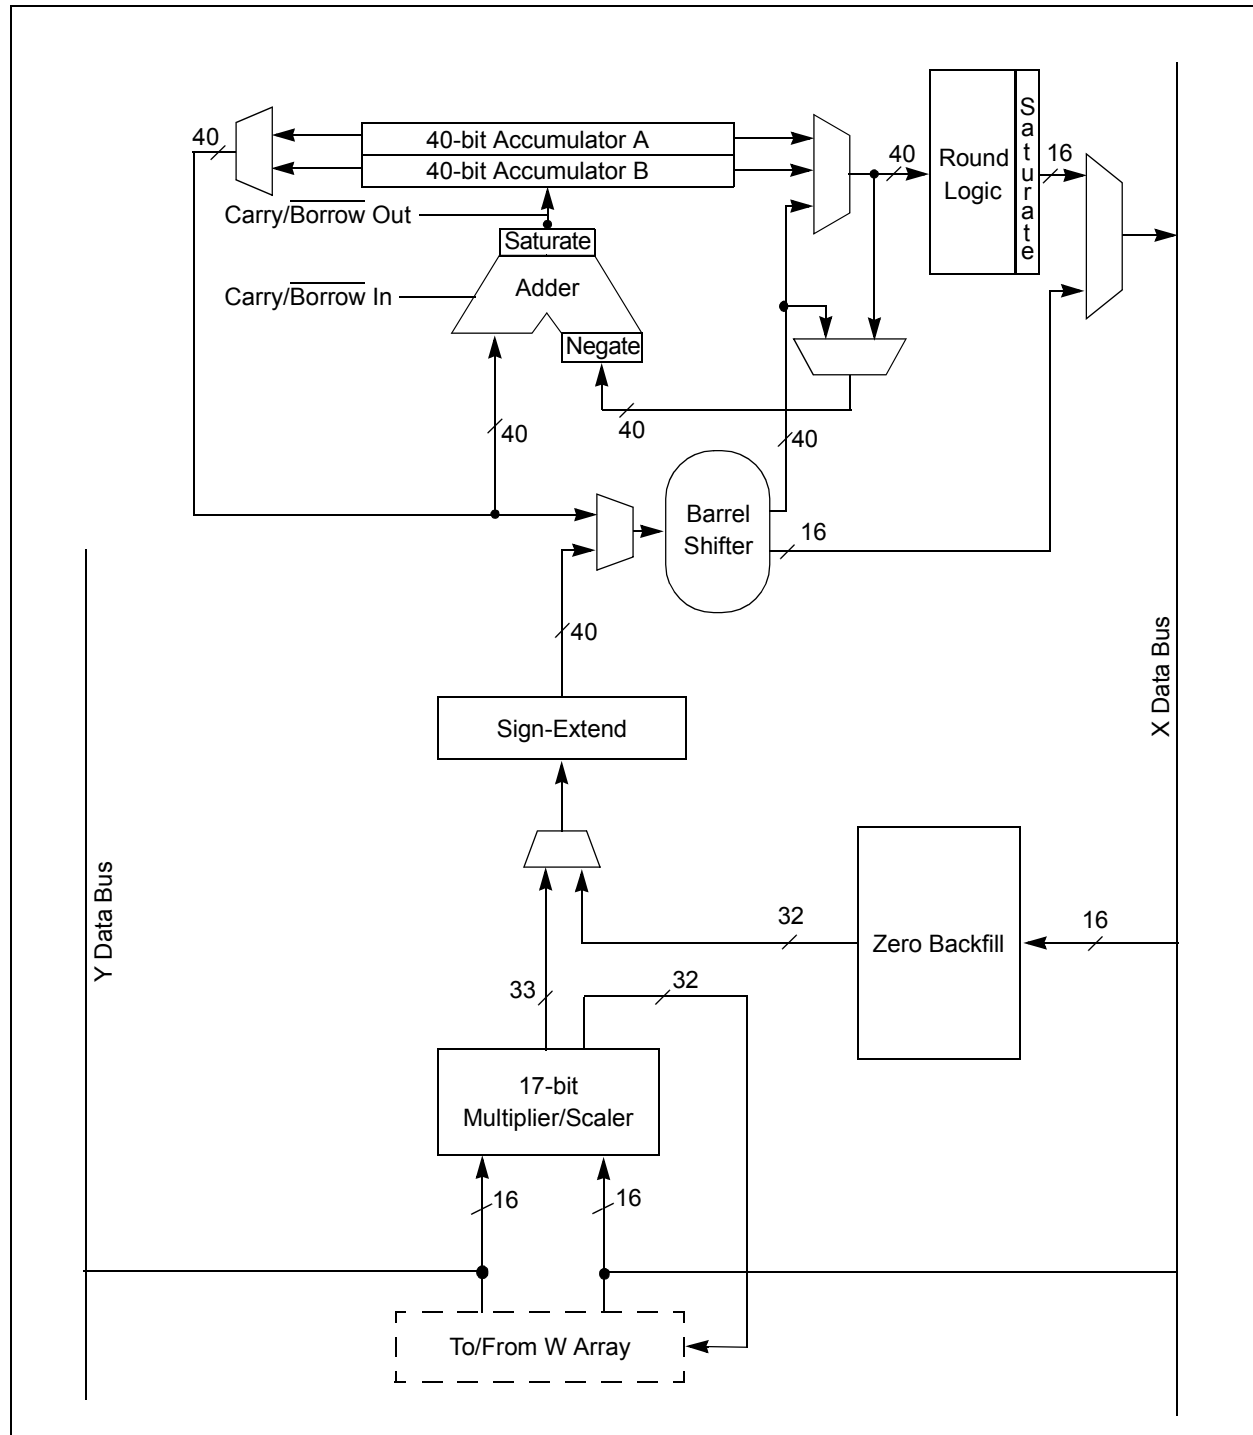 40
40-bit Accumulator A
40-bit Accumulator B
40
Round
Logic
Saturate
16
Carry/Borrow Out
Saturate
Carry/Borrow In
Adder
Negate
40
40
40
Barrel
Shifter
16
40
X Data Bus
Sign-Extend
Y Data Bus
32
Zero Backfill
16
33
32
17-bit
Multiplier/Scaler
16
16
To/From W Array